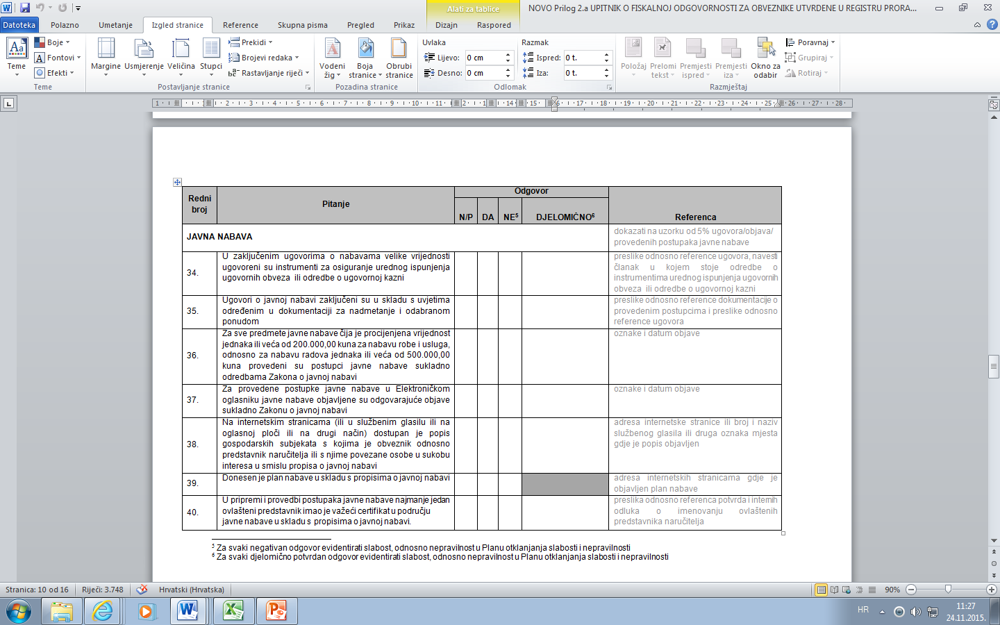 Alati za tablice
NOVO Prilog 2.a UPITNIK O FISKALNOJ ODGOVORNOSTI ZA OBVEZNIKE UTVRĐENE U REGISTRU PRORA...
Datoteka Polazno Umetanje Izgled stranice Reference Skupna pisma Pregled Prikaz Dizajn Raspored
Teme
Boje
Fontovi
Efekti
Teme
Margine Usmjerenje Veličina Stupci
Prekidi
Brojevi redaka
Rastavljanje riječi
Postavljanje stranice
Vodeni žig
Boja stranice
Obrubi stranice
Pozadina stranice
Uvlaka
Lijevo: 0 cm
Desno: 0 cm
Razmak
Ispred: 0 t.
Iza: 0 t.
Odlomak
Položaj
Prelomi tekst
Premjesti ispred
Premjesti iza
Okno za odabir
Poravnaj
Grupiraj
Rotiraj
Razmještaj
Redni broj
Pitanje
Odgovor
N/P DA NE⁵ DJELOMIČNO⁶
Referenca
JAVNA NABAVA
dokazati na uzorku od 5% ugovora/objava/
provedenih postupaka javne nabave
34.
U zaključenim ugovorima o nabavama velike vrijednosti
ugovoreni su instrumenti za osiguranje urednog ispunjenja
ugovornih obveza ili odredbe o ugovornoj kazni
preslike odnosno reference ugovora, navesti
članak u kojem stoje odredbe o
instrumentima urednog ispunjenja ugovornih
obveza ili odredbe o ugovornoj kazni
35.
Ugovori o javnoj nabavi zaključeni su u skladu s uvjetima
određenim u dokumentaciji za nadmetanje i odabranom
ponudom
preslike odnosno reference dokumentacije o
provedenim postupcima i preslike odnosno
reference ugovora
36.
Za sve predmete javne nabave čija je procijenjena vrijednost
jednaka ili veća od 200.000,00 kuna za nabavu robe i usluga,
odnosno za nabavu radova jednaka ili veća od 500.000,00
kuna provedeni su postupci javne nabave sukladno
odredbama Zakona o javnoj nabavi
oznake i datum objave
37.
Za provedene postupke javne nabave u Elektroničkom
oglasniku javne nabave objavljene su odgovarajuće objave
sukladno Zakonu o javnoj nabavi
oznake i datum objave
38.
Na internetskim stranicama (ili u službenim glasilu ili na
oglasnoj ploči ili na drugi način) dostupan je popis
gospodarskih subjekata s kojima je obveznik odnosno
predstavnik naručitelja ili s njime povezane osobe u sukobu
interesa u smislu propisa o javnoj nabavi
adresa internetske stranice ili broj i naziv
službenog glasila ili druga oznaka mjesta
gdje je popis objavljen
39.
Donesen je plan nabave u skladu s propisima o javnoj nabavi
adresa internetskih stranicama gdje je
objavljen plan nabave
40.
U pripremi i provedbi postupaka javne nabave najmanje jedan
ovlašteni predstavnik imao je važeći certifikat u području
javne nabave u skladu s propisima o javnoj nabavi.
preslika odnosno referenca potvrda i internih
odluka o imenovanju ovlaštenih
predstavnika naručitelja
⁵ Za svaki negativan odgovor evidentirati slabost, odnosno nepravilnost u Planu otklanjanja slabosti i nepravilnosti
⁶ Za svaki djelomično potvrdan odgovor evidentirati slabost, odnosno nepravilnost u Planu otklanjanja slabosti i nepravilnosti
Stranica: 10 od 16 Riječi: 3.748 Hrvatski (Hrvatska) 90%
HR
11:27
24.11.2015.